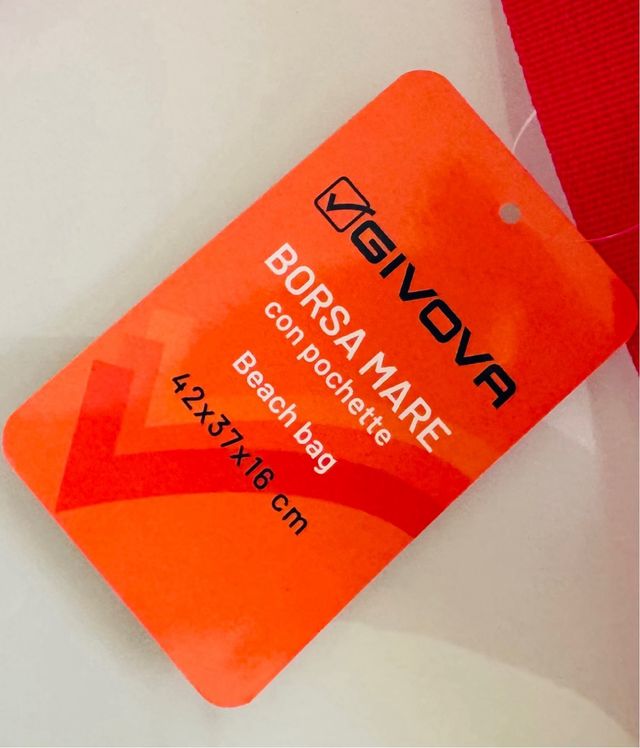 GIVOVA
BORSA MARE
con pochette
Beach bag
42x37x16 cm